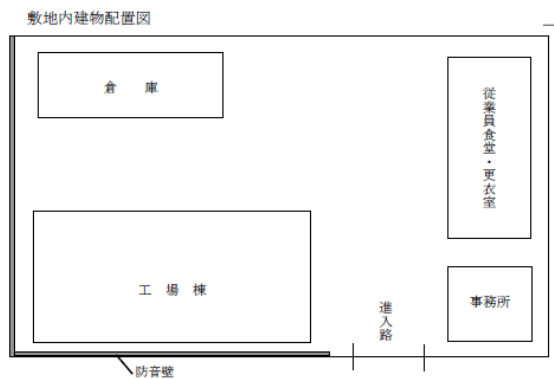 敷地内建物配置図
倉　庫
従業員食堂・更衣室
工　場　棟
進入路
事務所
防音壁